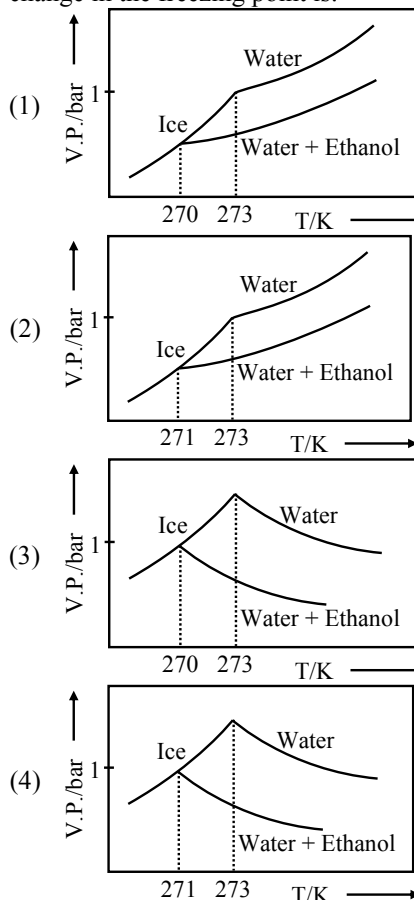 change in the freezing point is:
(1)
V.P./bar
1
Ice
Water
Water + Ethanol
270 273 T/K
(2)
V.P./bar
1
Ice
Water
Water + Ethanol
271 273 T/K
(3)
V.P./bar
1
Ice
Water
Water + Ethanol
270 273 T/K
(4)
V.P./bar
1
Ice
Water
Water + Ethanol
271 273 T/K